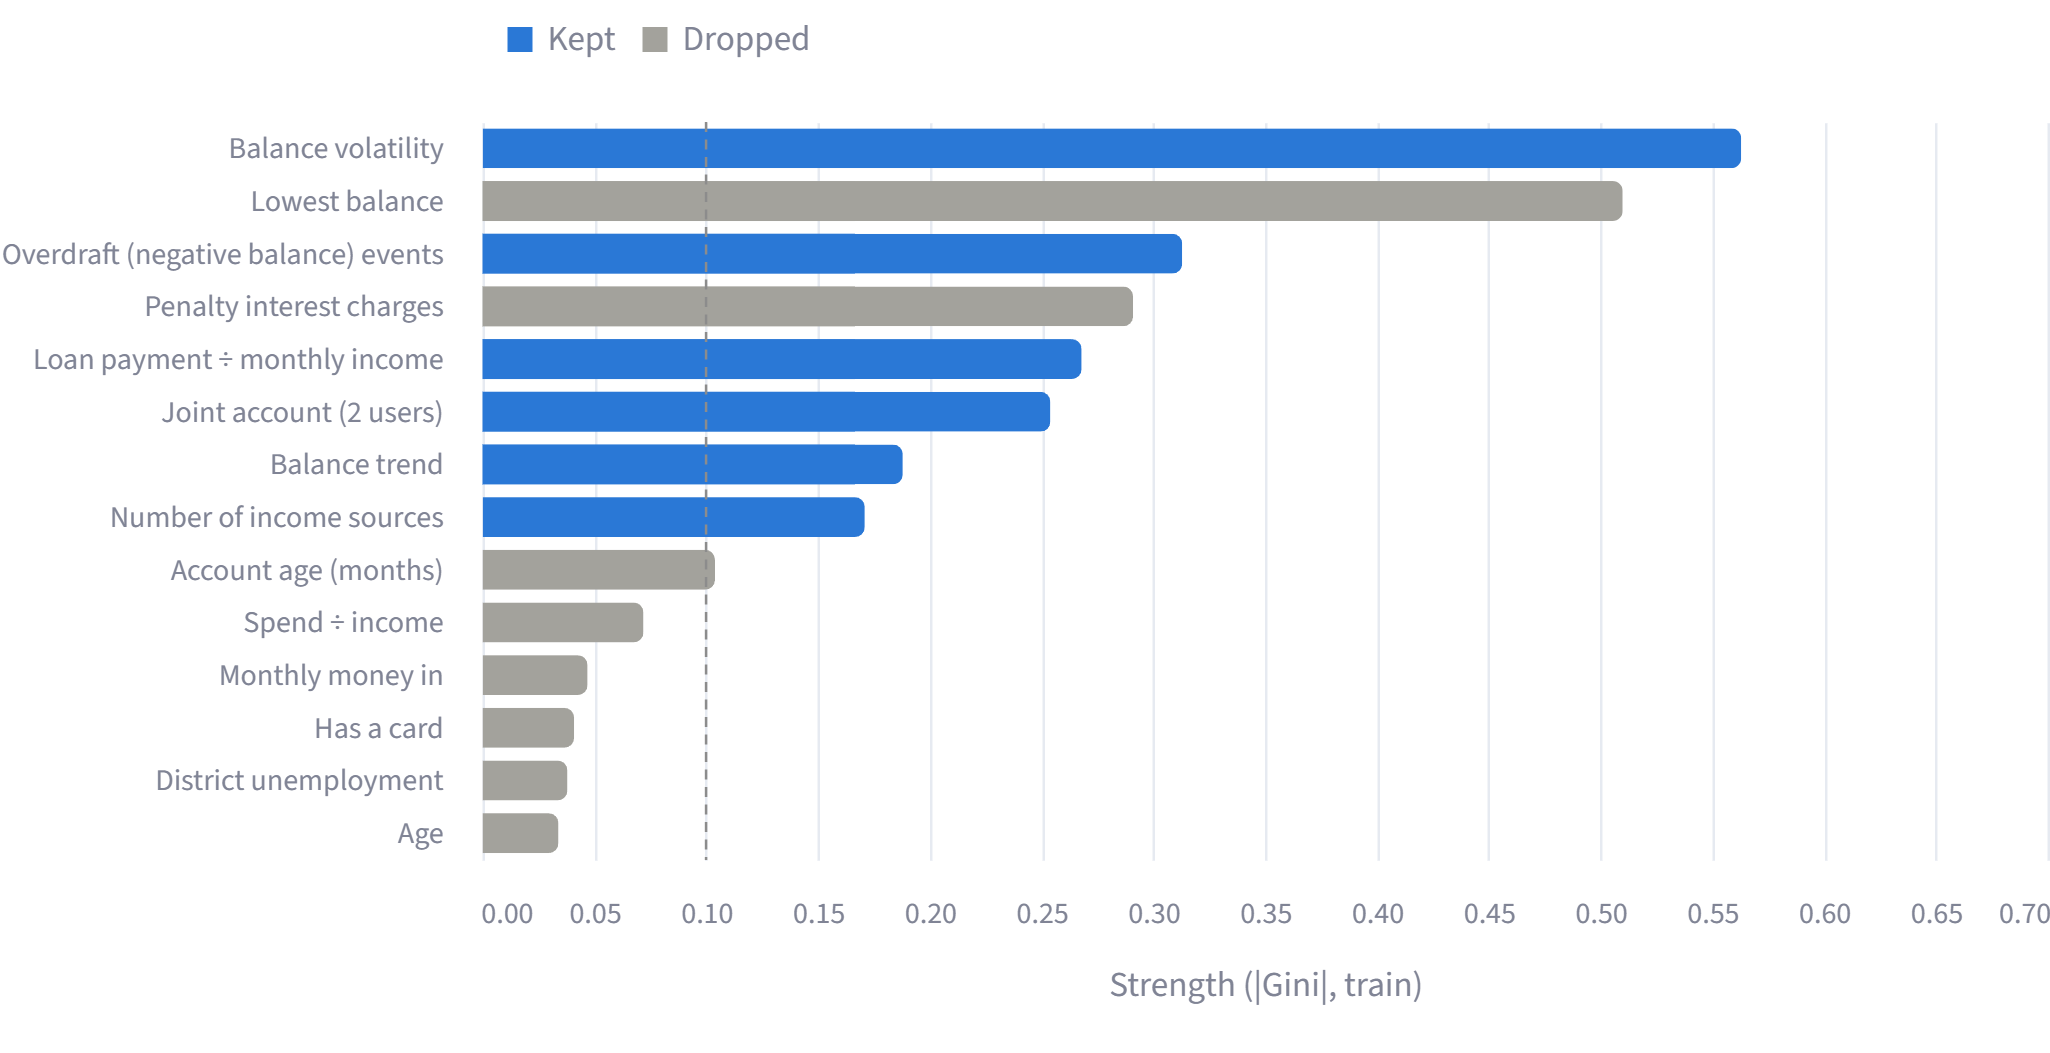 Kept Dropped
Balance volatility
Lowest balance
Overdraft (negative balance) events
Penalty interest charges
Loan payment ÷ monthly income
Joint account (2 users)
Balance trend
Number of income sources
Account age (months)
Spend ÷ income
Monthly money in
Has a card
District unemployment
Age
0.00 0.05 0.10 0.15 0.20 0.25 0.30 0.35 0.40 0.45 0.50 0.55 0.60 0.65 0.70
Strength (|Gini|, train)